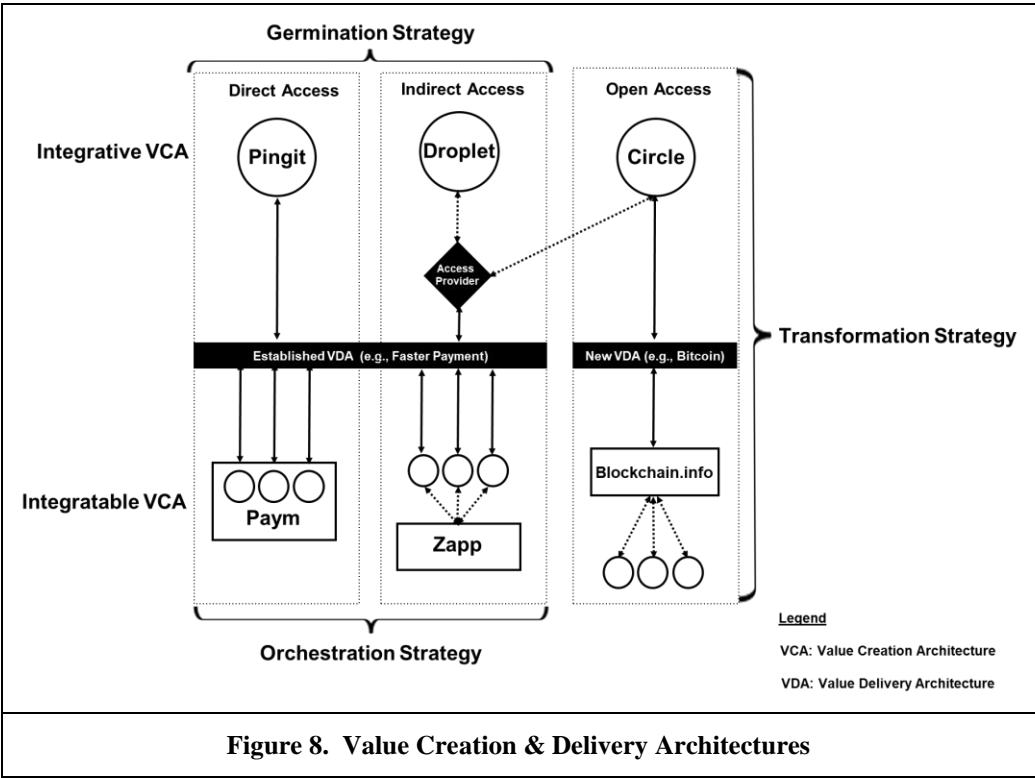 Germination Strategy
Direct Access
Indirect Access
Open Access
Integrative VCA
Pingit
Droplet
Circle
Access
Provider
Established VDA (e.g., Faster Payment)
New VDA (e.g., Bitcoin)
Transformation Strategy
Integratable VCA
Paym
Zapp
Blockchain.info
Orchestration Strategy
Legend
VCA: Value Creation Architecture
VDA: Value Delivery Architecture
Figure 8. Value Creation & Delivery Architectures